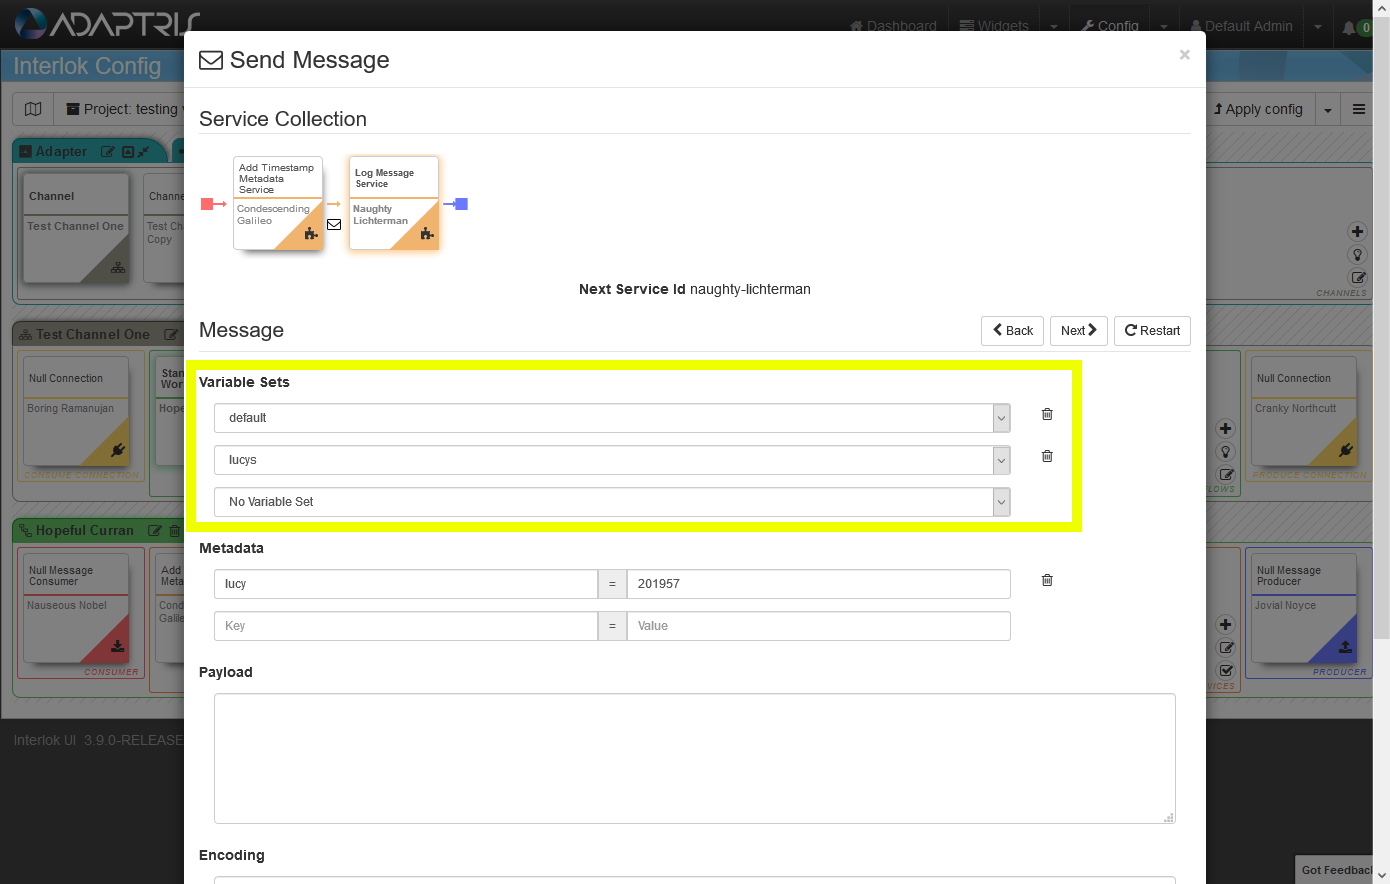 ADAPTRIS
Dashboard
Widgets
Config
Default Admin
0
Interlok Config
Project: testing
Apply config
Send Message
×
Service Collection
Add Timestamp
Metadata
Service
Condescending
Galileo
Log Message
Service
Naughty
Lichterman
Next Service Id naughty-lichterman
Message
Back
Next
Restart
Variable Sets
default
lucys
No Variable Set
Metadata
lucy = 201957
Key = Value
Payload
Encoding
Adapter
Channel
Test Channel One
Channe
Test Ch
Copy
CHANNELS
Test Channel One
Null Connection
Boring Ramanujan
CONSUME CONNECTION
Stan
Wor
Hope
LOWS
Null Connection
Cranky Northcutt
PRODUCE CONNECTION
Hopeful Curran
Null Message
Consumer
Nauseous Nobel
CONSUMER
Add
Meta
Cond
Galile
VICES
Null Message
Producer
Jovial Noyce
PRODUCER
Interlok UI 3.9.0-RELEASE
Got Feedbac